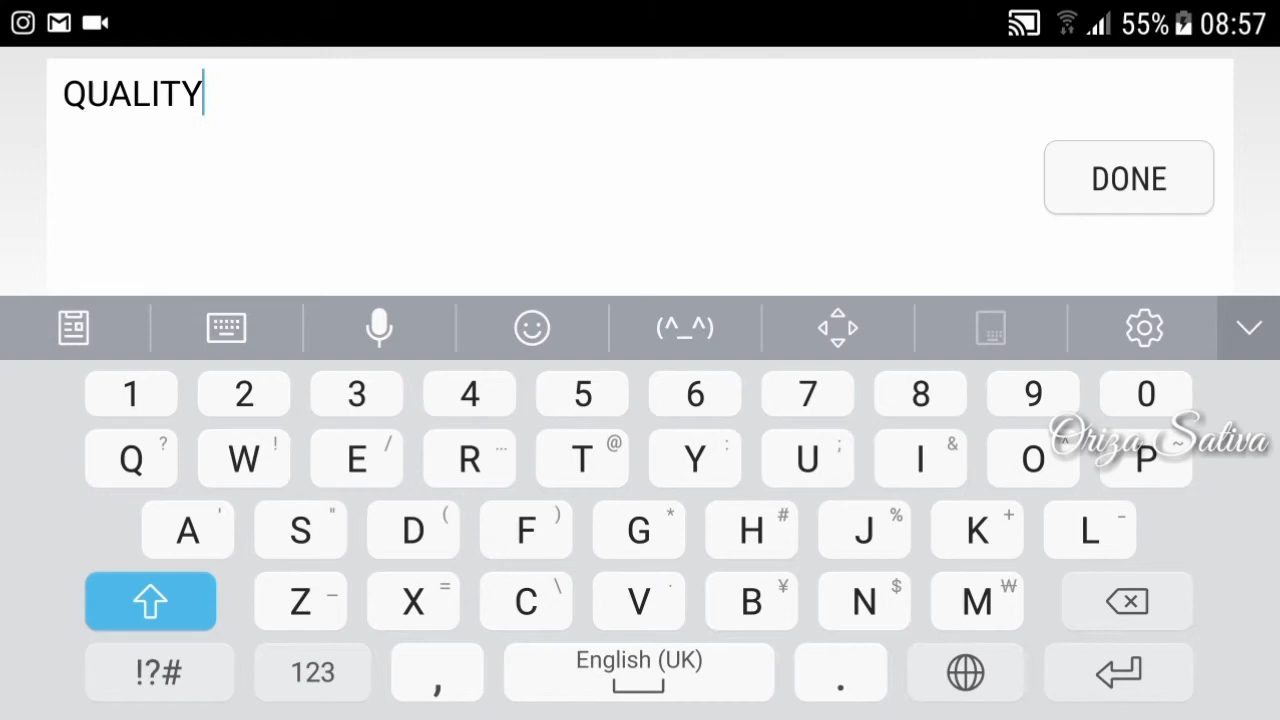 55% 08:57
QUALITY
DONE
(^_^)
1 2 3 4 5 6 7 8 9 0
Q ? W ! E / R … T @ Y : U ; I & O ^ P ~
Oriza Sativa
A ' S " D ( F ) G * H # J % K + L -
Z _ X = C \ V · B ¥ N $ M ₩
!?# 123 , English (UK) .